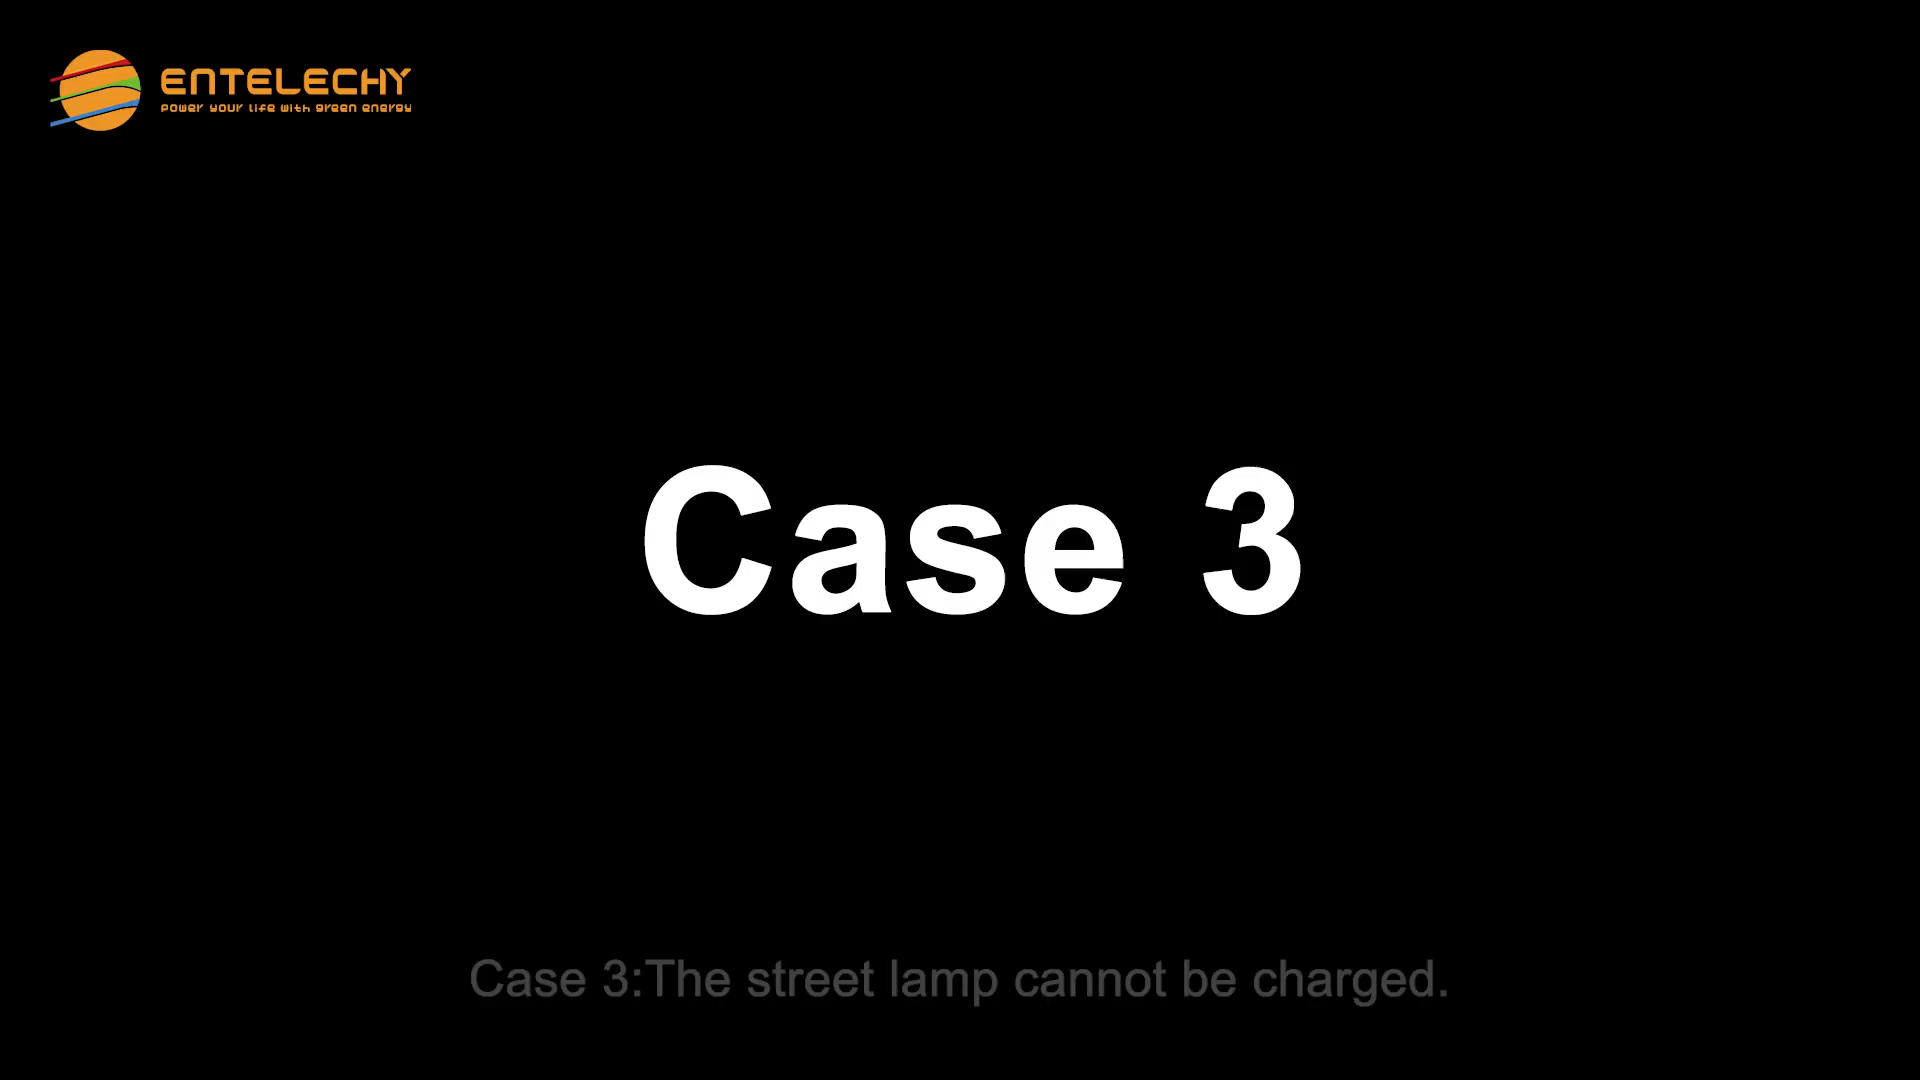 ENTELECHY
POWER YOUR LIFE WITH GREEN ENERGY
Case 3
Case 3:The street lamp cannot be charged.